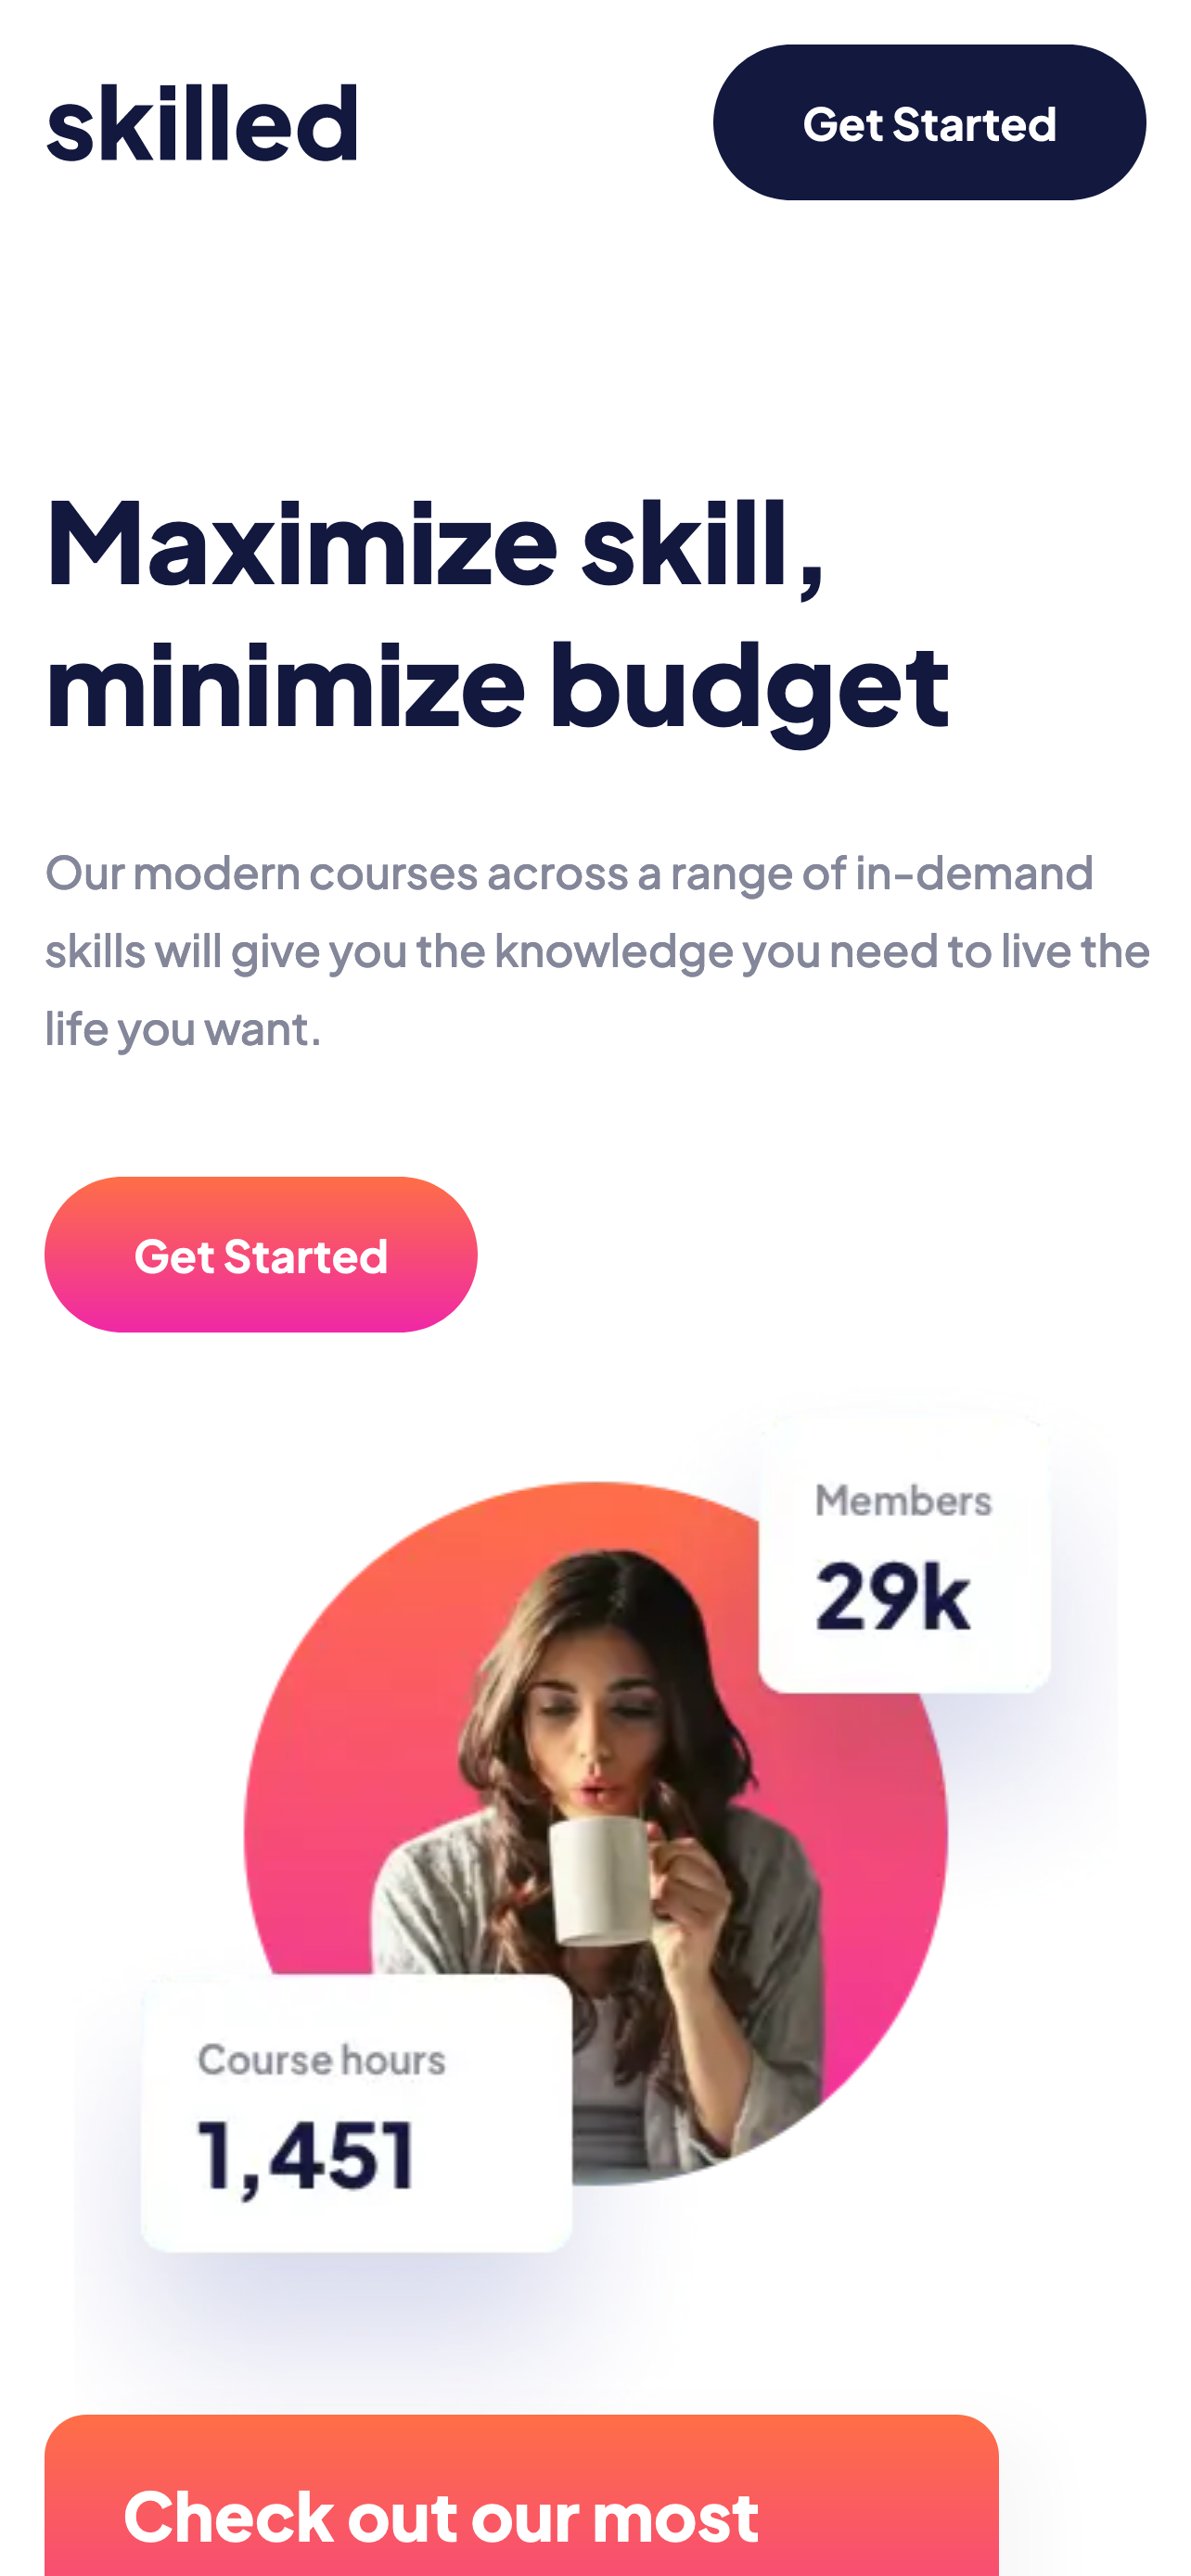 skilled
Get Started
Maximize skill,
minimize budget
Our modern courses across a range of in-demand
skills will give you the knowledge you need to live the
life you want.
Get Started
Members
29k
Course hours
1,451
Check out our most